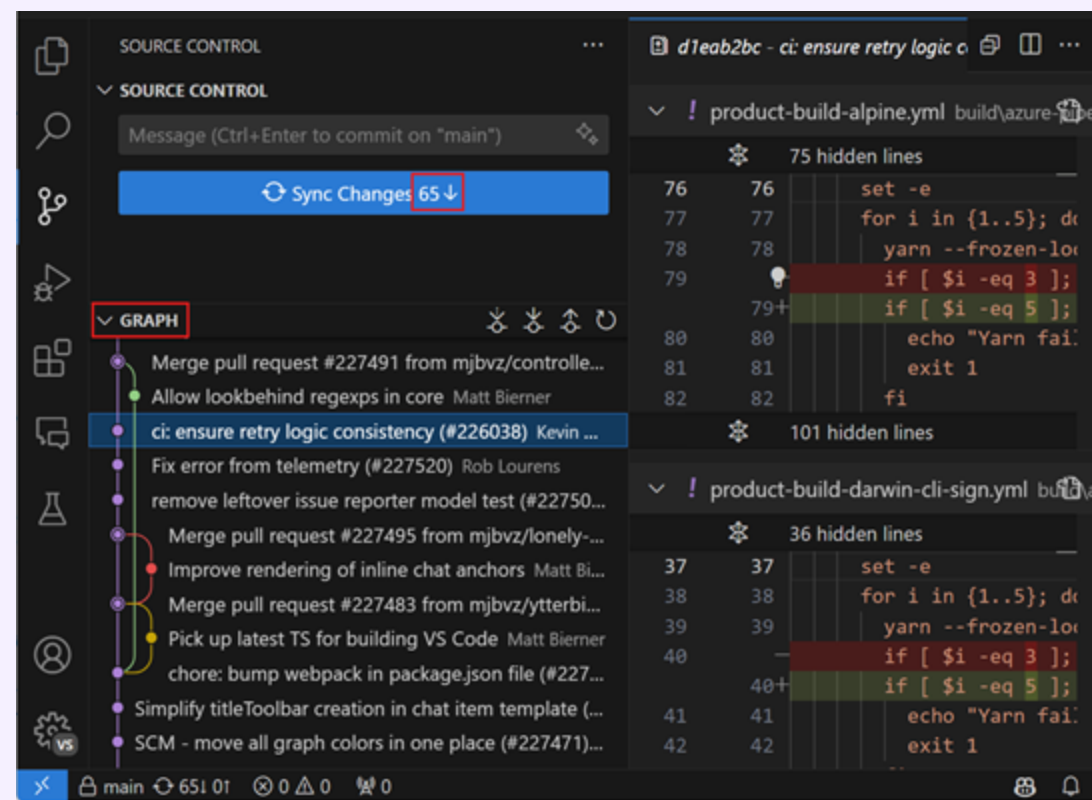 SOURCE CONTROL
SOURCE CONTROL
Message (Ctrl+Enter to commit on "main")
Sync Changes 65↓
GRAPH
Merge pull request #227491 from mjbvz/controlle...
Allow lookbehind regexps in core Matt Bierner
ci: ensure retry logic consistency (#226038) Kevin ...
Fix error from telemetry (#227520) Rob Lourens
remove leftover issue reporter model test (#22750...
Merge pull request #227495 from mjbvz/lonely-...
Improve rendering of inline chat anchors Matt Bi...
Merge pull request #227483 from mjbvz/ytterbi...
Pick up latest TS for building VS Code Matt Bierner
chore: bump webpack in package.json file (#227...
Simplify titleToolbar creation in chat item template (...
SCM - move all graph colors in one place (#227471)...
VS
d1eab2bc - ci: ensure retry logic c
! product-build-alpine.yml build\azure-pipe
75 hidden lines
76 76 set -e
77 77 for i in {1..5}; do
78 78 yarn --frozen-loc
79 if [ $i -eq 3 ];
79+ if [ $i -eq 5 ];
80 80 echo "Yarn fai
81 81 exit 1
82 82 fi
101 hidden lines
! product-build-darwin-cli-sign.yml
36 hidden lines
37 37 set -e
38 38 for i in {1..5}; do
39 39 yarn --frozen-loc
40 — if [ $i -eq 3 ];
40+ if [ $i -eq 5 ];
41 41 echo "Yarn fai
42 42 exit 1
main 65↓ 0↑ 0 0 0